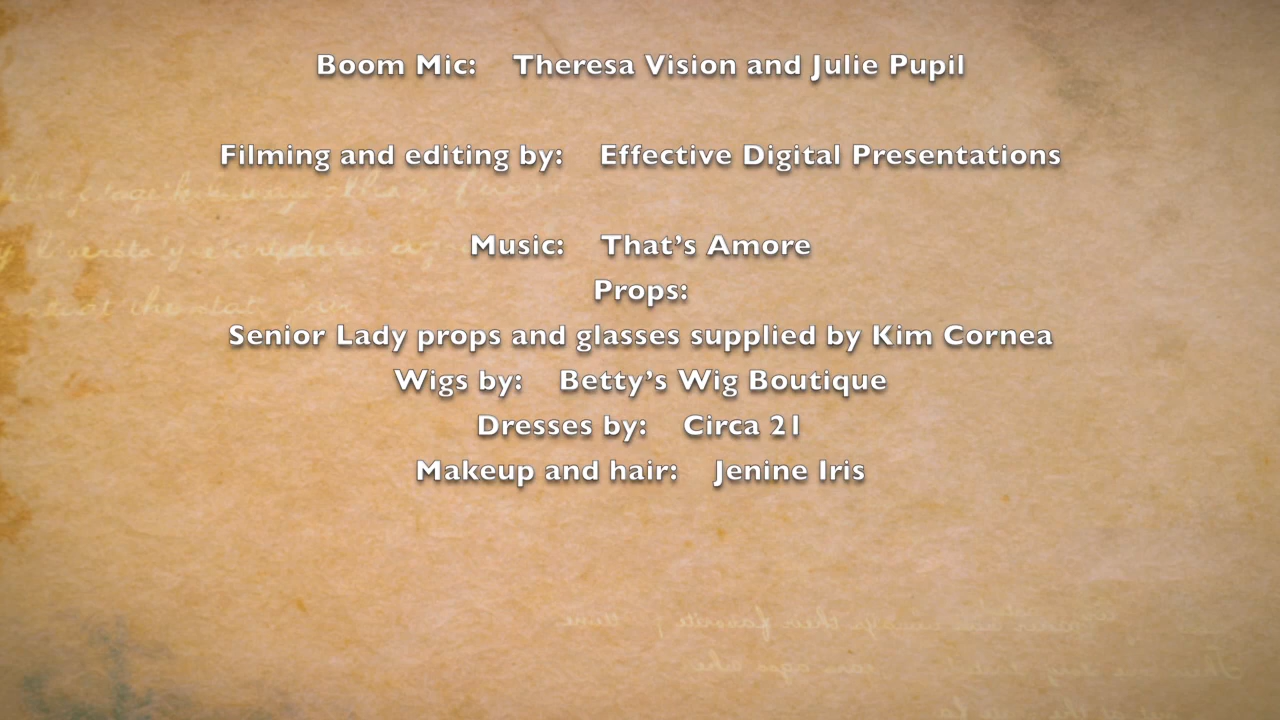 Boom Mic: Theresa Vision and Julie Pupil
Filming and editing by: Effective Digital Presentations
Music: That’s Amore
Props:
Senior Lady props and glasses supplied by Kim Cornea
Wigs by: Betty’s Wig Boutique
Dresses by: Circa 21
Makeup and hair: Jenine Iris